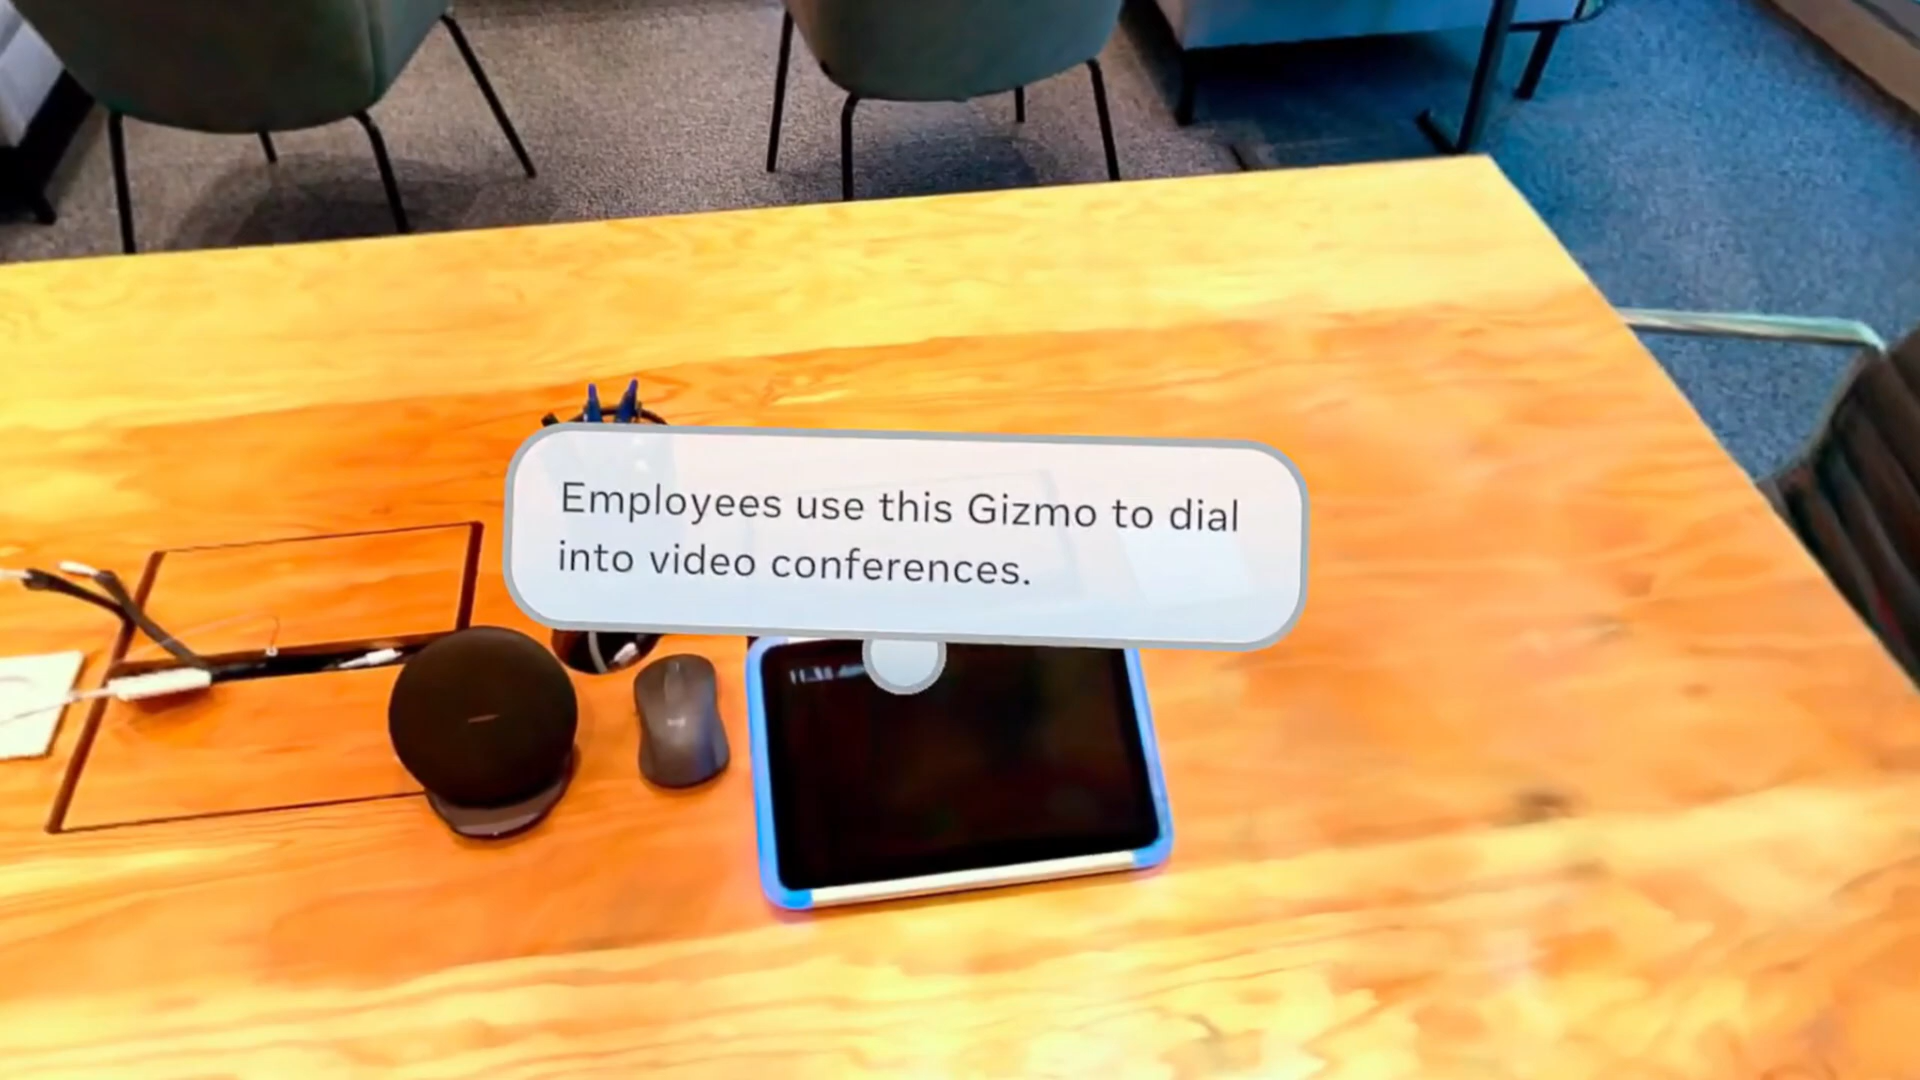 Employees use this Gizmo to dial
into video conferences.